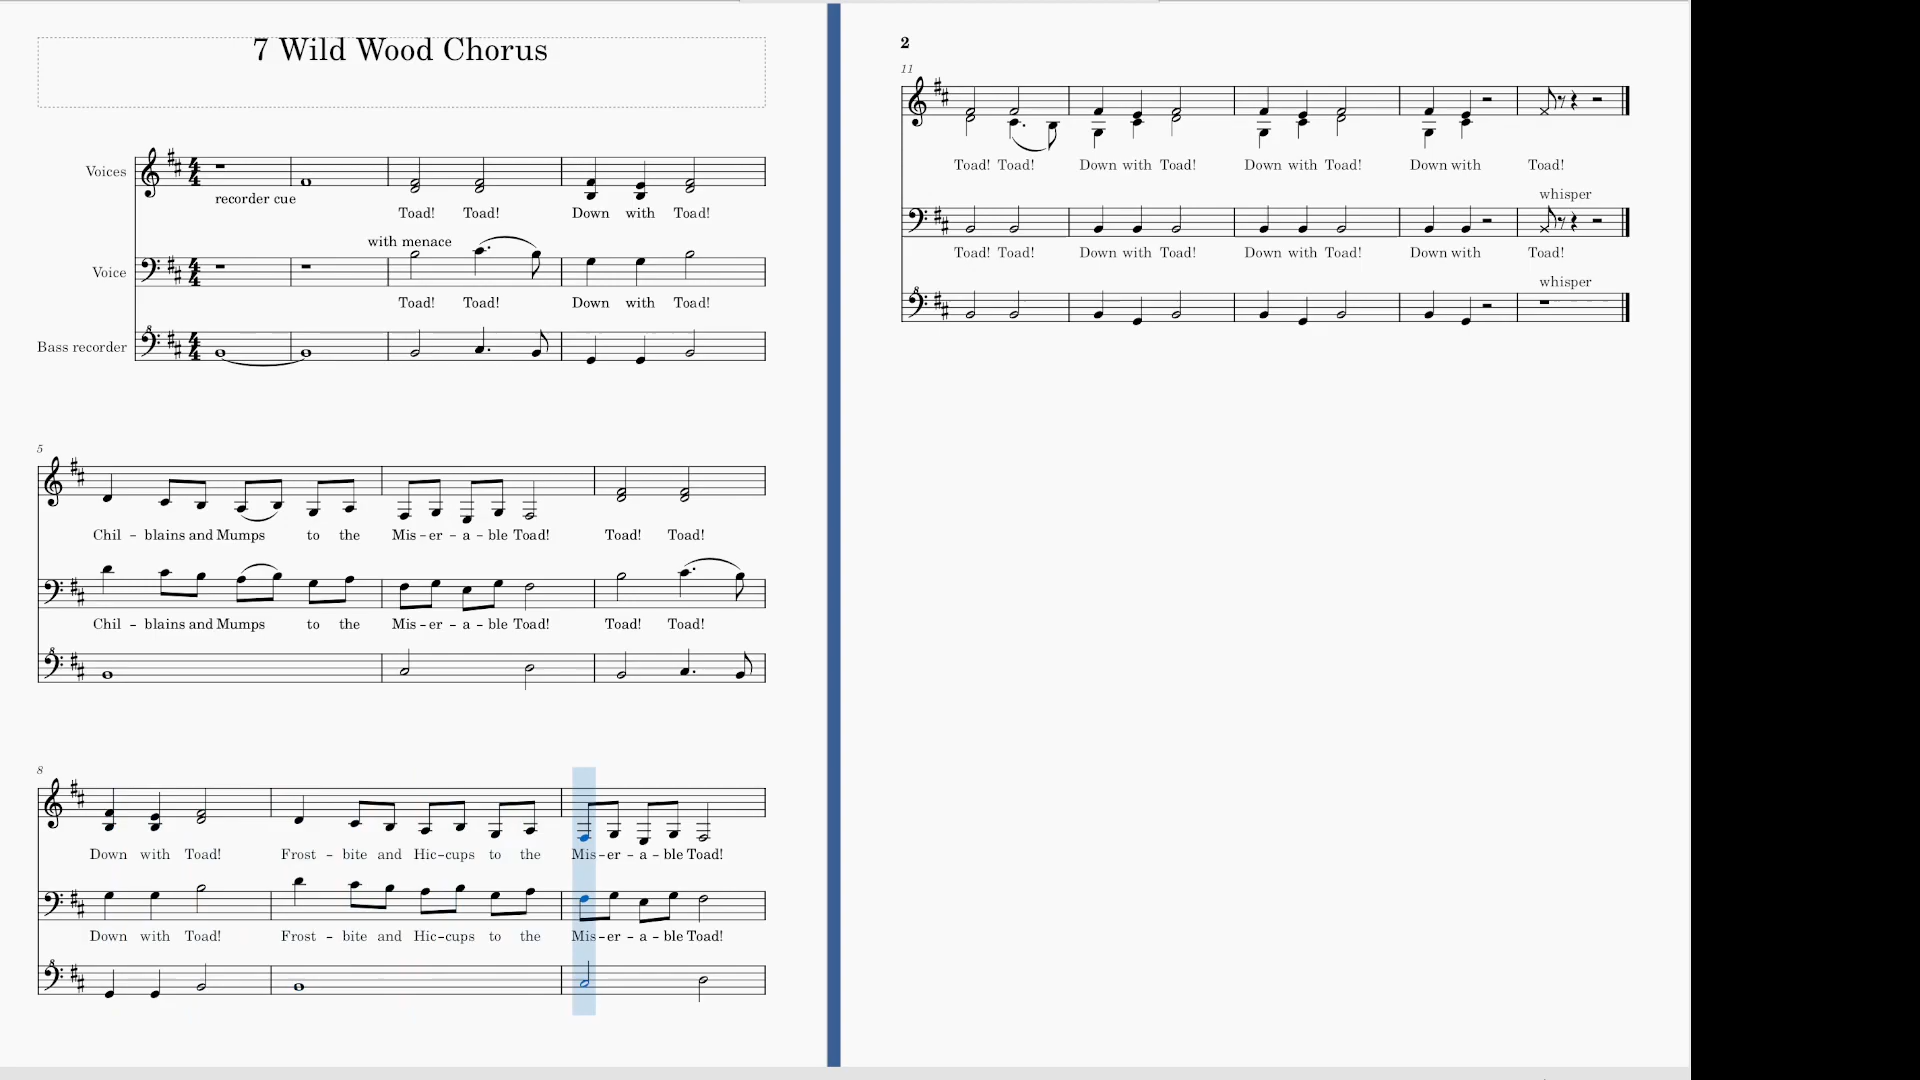 7 Wild Wood Chorus
Voices
recorder cue
Toad! Toad! Down with Toad!
with menace
Voice
Toad! Toad! Down with Toad!
Bass recorder
5
Chil - blains and Mumps to the Mis - er - a - ble Toad! Toad! Toad!
Chil - blains and Mumps to the Mis - er - a - ble Toad! Toad! Toad!
8
Down with Toad! Frost - bite and Hic - cups to the Mis - er - a - ble Toad!
Down with Toad! Frost - bite and Hic - cups to the Mis - er - a - ble Toad!
2
11
Toad! Toad! Down with Toad! Down with Toad! Down with Toad!
whisper
Toad! Toad! Down with Toad! Down with Toad! Down with Toad!
whisper